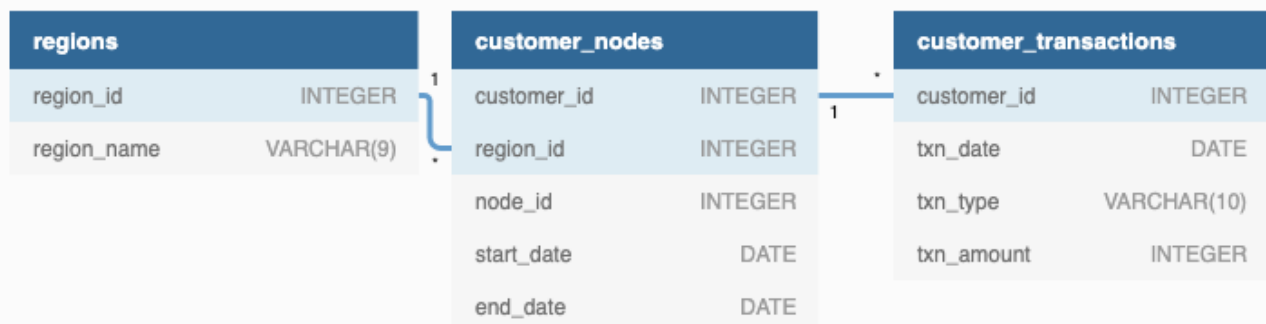 regions
region_id INTEGER
region_name VARCHAR(9)
1
*
customer_nodes
customer_id INTEGER
region_id INTEGER
node_id INTEGER
start_date DATE
end_date DATE
1
*
customer_transactions
customer_id INTEGER
txn_date DATE
txn_type VARCHAR(10)
txn_amount INTEGER